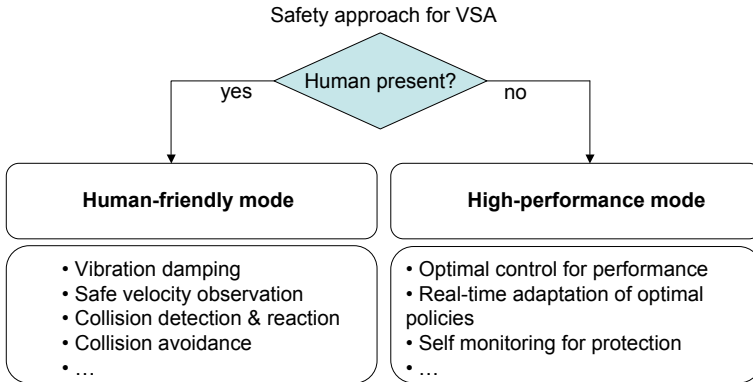 Safety approach for VSA
Human present?
yes
no
Human-friendly mode
• Vibration damping
• Safe velocity observation
• Collision detection & reaction
• Collision avoidance
• ...
High-performance mode
• Optimal control for performance
• Real-time adaptation of optimal
policies
• Self monitoring for protection
• ...